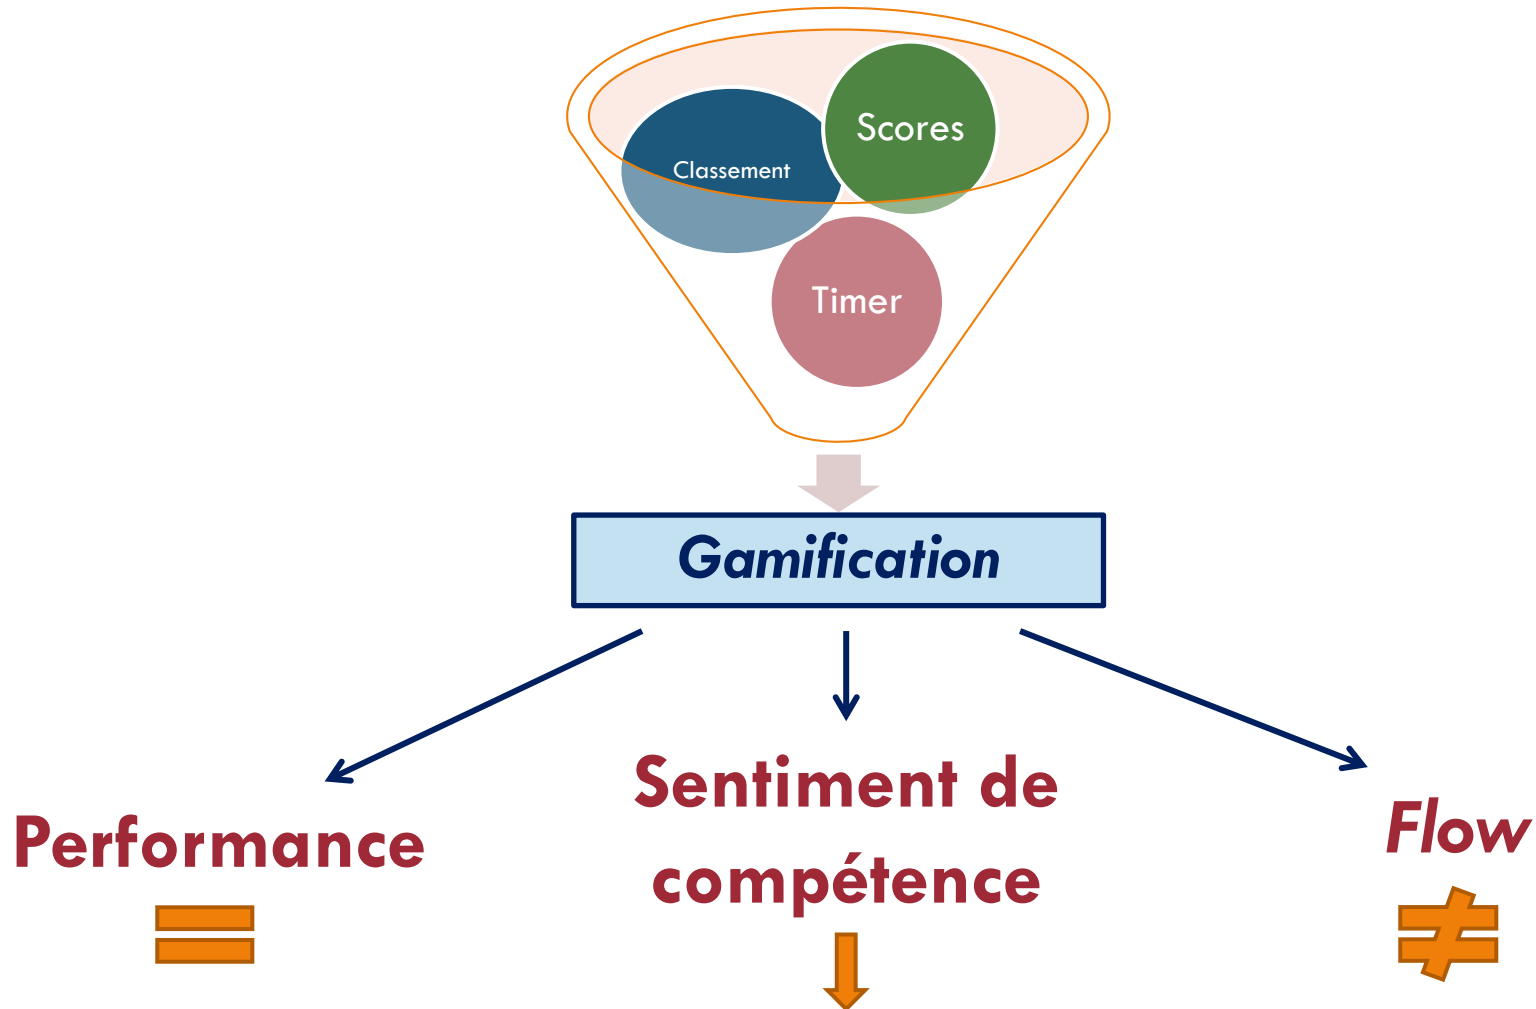 Scores
Classement
Timer
Gamification
Sentiment de
compétence
Performance
Flow
=
≠